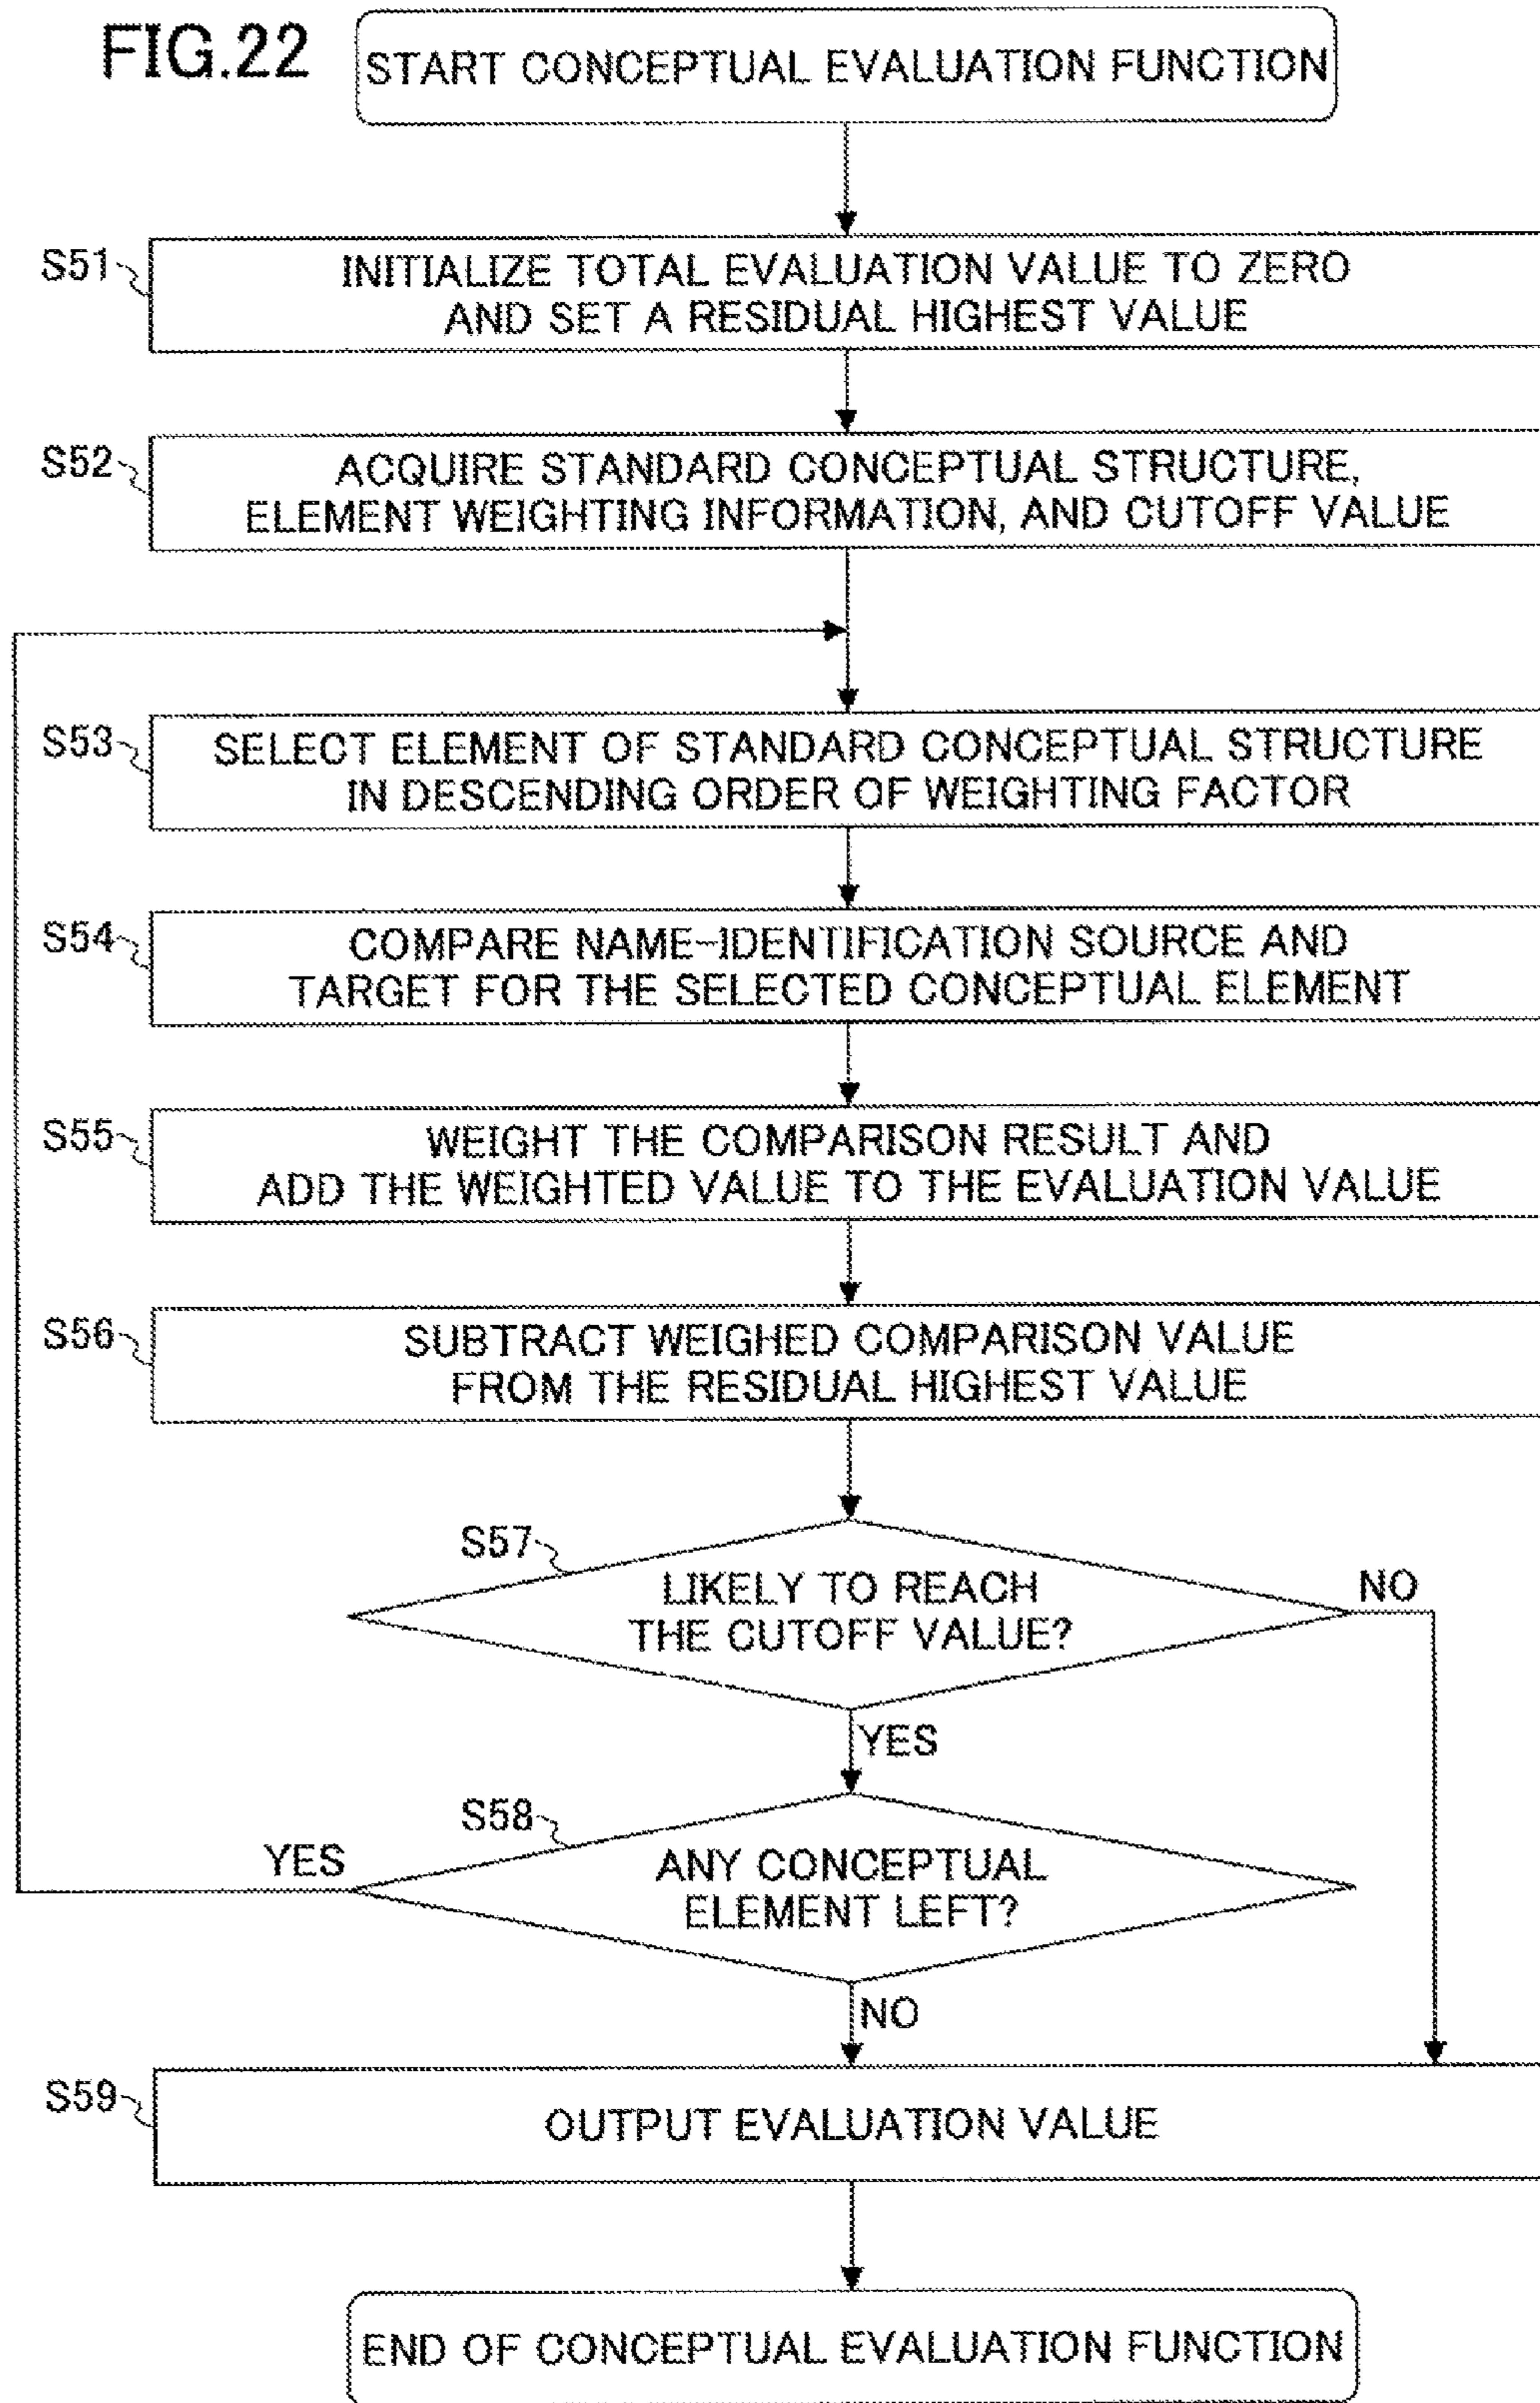 FIG.22
START CONCEPTUAL EVALUATION FUNCTION
S51
INITIALIZE TOTAL EVALUATION VALUE TO ZERO
AND SET A RESIDUAL HIGHEST VALUE
S52
ACQUIRE STANDARD CONCEPTUAL STRUCTURE,
ELEMENT WEIGHTING INFORMATION, AND CUTOFF VALUE
S53
SELECT ELEMENT OF STANDARD CONCEPTUAL STRUCTURE
IN DESCENDING ORDER OF WEIGHTING FACTOR
S54
COMPARE NAME-IDENTIFICATION SOURCE AND
TARGET FOR THE SELECTED CONCEPTUAL ELEMENT
S55
WEIGHT THE COMPARISON RESULT AND
ADD THE WEIGHTED VALUE TO THE EVALUATION VALUE
S56
SUBTRACT WEIGHED COMPARISON VALUE
FROM THE RESIDUAL HIGHEST VALUE
S57
LIKELY TO REACH
THE CUTOFF VALUE?
NO
YES
S58
YES
ANY CONCEPTUAL
ELEMENT LEFT?
NO
S59
OUTPUT EVALUATION VALUE
END OF CONCEPTUAL EVALUATION FUNCTION